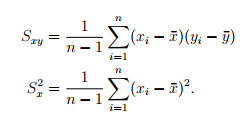 S_{xy} = \frac{1}{n-1} \sum_{i=1}^{n} (x_i - \bar{x})(y_i - \bar{y})
S_x^2 = \frac{1}{n-1} \sum_{i=1}^{n} (x_i - \bar{x})^2.